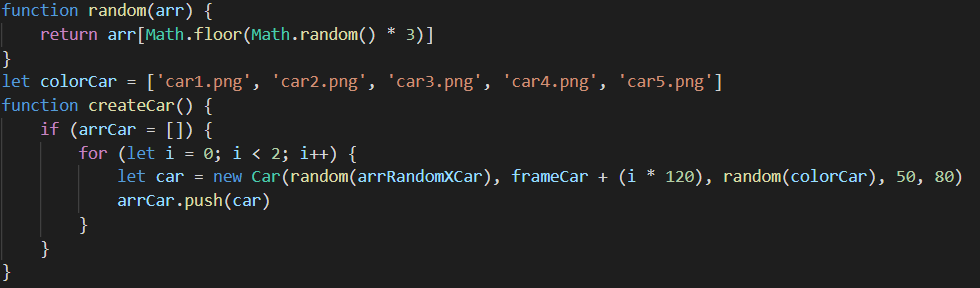 function random(arr) {
    return arr[Math.floor(Math.random() * 3)]
}
let colorCar = ['car1.png', 'car2.png', 'car3.png', 'car4.png', 'car5.png']
function createCar() {
    if (arrCar = []) {
        for (let i = 0; i < 2; i++) {
            let car = new Car(random(arrRandomXCar), frameCar + (i * 120), random(colorCar), 50, 80)
            arrCar.push(car)
        }
    }
}